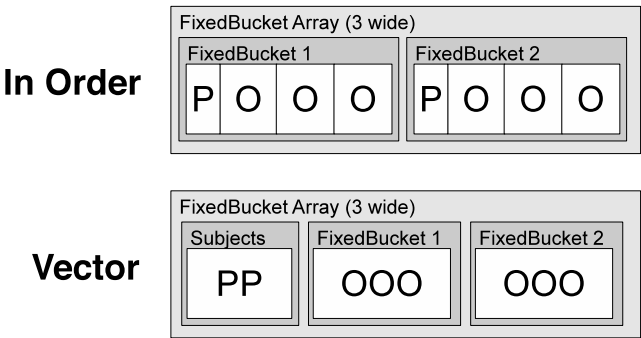 FixedBucket Array (3 wide)
FixedBucket 1 FixedBucket 2
In Order
P O O O P O O O
FixedBucket Array (3 wide)
Subjects FixedBucket 1 FixedBucket 2
Vector
PP OOO OOO